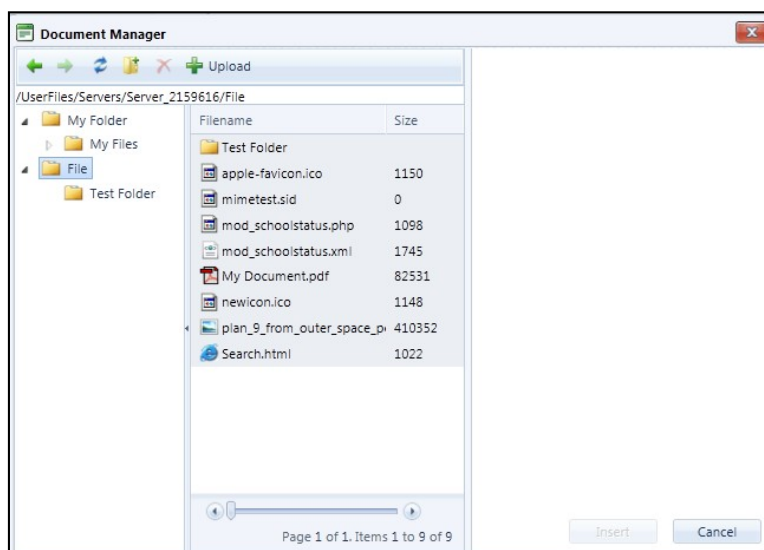 Document Manager
Upload
/UserFiles/Servers/Server_2159616/File
My Folder
My Files
File
Test Folder
Filename Size
Test Folder
apple-favicon.ico 1150
mimetest.sid 0
mod_schoolstatus.php 1098
mod_schoolstatus.xml 1745
My Document.pdf 82531
newicon.ico 1148
plan_9_from_outer_space_p 410352
Search.html 1022
Page 1 of 1. Items 1 to 9 of 9
Insert Cancel